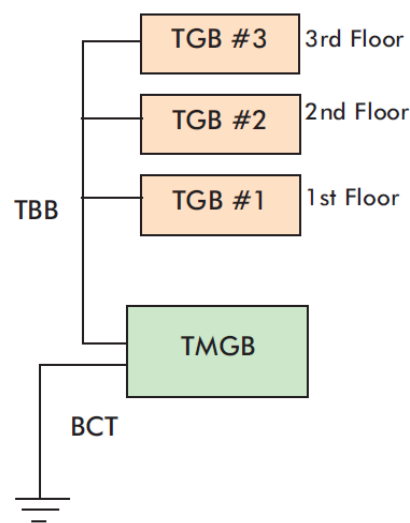 TGB #3
3rd Floor
TGB #2
2nd Floor
TGB #1
1st Floor
TBB
TMGB
BCT